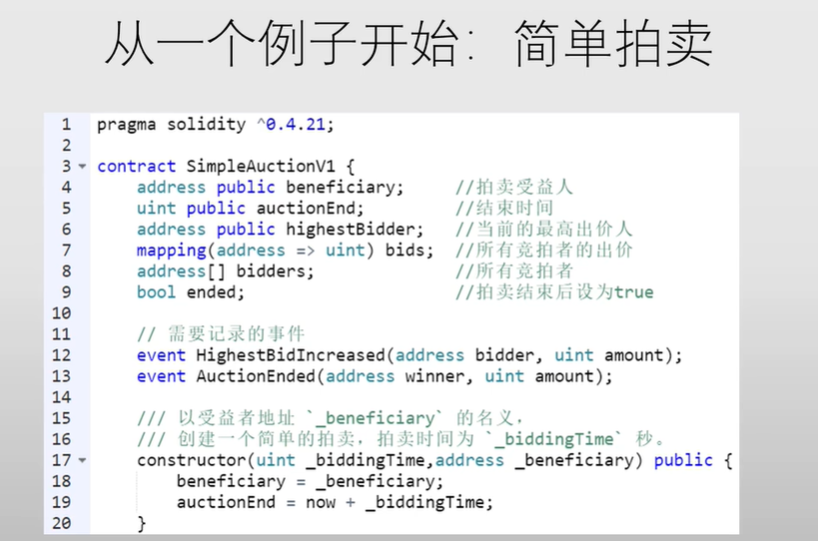 从一个例子开始：简单拍卖
1 pragma solidity ^0.4.21;
2
3 contract SimpleAuctionV1 {
4     address public beneficiary;     //拍卖受益人
5     uint public auctionEnd;         //结束时间
6     address public highestBidder;   //当前的最高出价人
7     mapping(address => uint) bids;  //所有竞拍者的出价
8     address[] bidders;              //所有竞拍者
9     bool ended;                     //拍卖结束后设为true
10
11     // 需要记录的事件
12     event HighestBidIncreased(address bidder, uint amount);
13     event AuctionEnded(address winner, uint amount);
14
15     /// 以受益者地址 `_beneficiary` 的名义，
16     /// 创建一个简单的拍卖，拍卖时间为 `_biddingTime` 秒。
17     constructor(uint _biddingTime,address _beneficiary) public {
18         beneficiary = _beneficiary;
19         auctionEnd = now + _biddingTime;
20     }